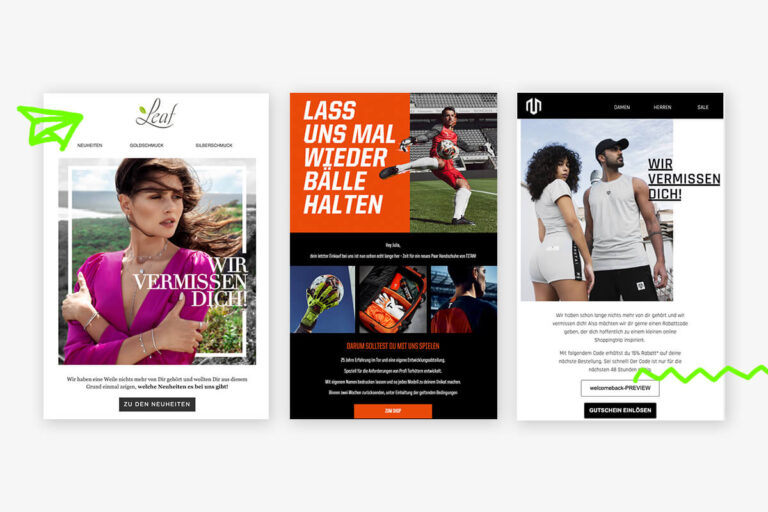 Leaf
NEUHEITEN GOLDSCHMUCK SILBERSCHMUCK
WIR
VERMISSEN
DICH!
Wir haben eine Weile nichts mehr von Dir gehört und wollten Dir aus diesem
Grund einmal zeigen, welche Neuheiten es bei uns gibt!
ZU DEN NEUHEITEN
LASS
UNS MAL
WIEDER
BÄLLE
HALTEN
Hey Julia,
dein letzter Einkauf bei uns ist nun schon echt lange her - Zeit für ein neues Paar Handschuhe von T1TAN!
DARUM SOLLTEST DU MIT UNS SPIELEN
25 Jahre Erfahrung im Fur und eine eigene Entwicklungsabteilung.
Speziell für die Anforderungen von Profi Torhütern entwickelt.
Mit eigenem Namen bedrucken lassen und so jedes Modell zu deinem Unikat machen.
Binnen zwei Wochen zurücksenden, unter Einhaltung der geltenden Bedingungen
ZUM SHOP
DAMEN HERREN SALE
WIR
VERMISSEN
DICH!
Wir haben schon lange nichts mehr von dir gehört und wir
vermissen dich! Also möchten wir dir gerne einen Rabattcode
geben, der dich hoffentlich zu einem kleinen online
Shoppingtrip inspiriert.
Mit folgendem Code erhältst du 15% Rabatt* auf deine
nächste Bestellung. Sei schnell! Der Code ist nur für die
nächsten 48 Stunden
welcomeback-PREVIEW
GUTSCHEIN EINLÖSEN